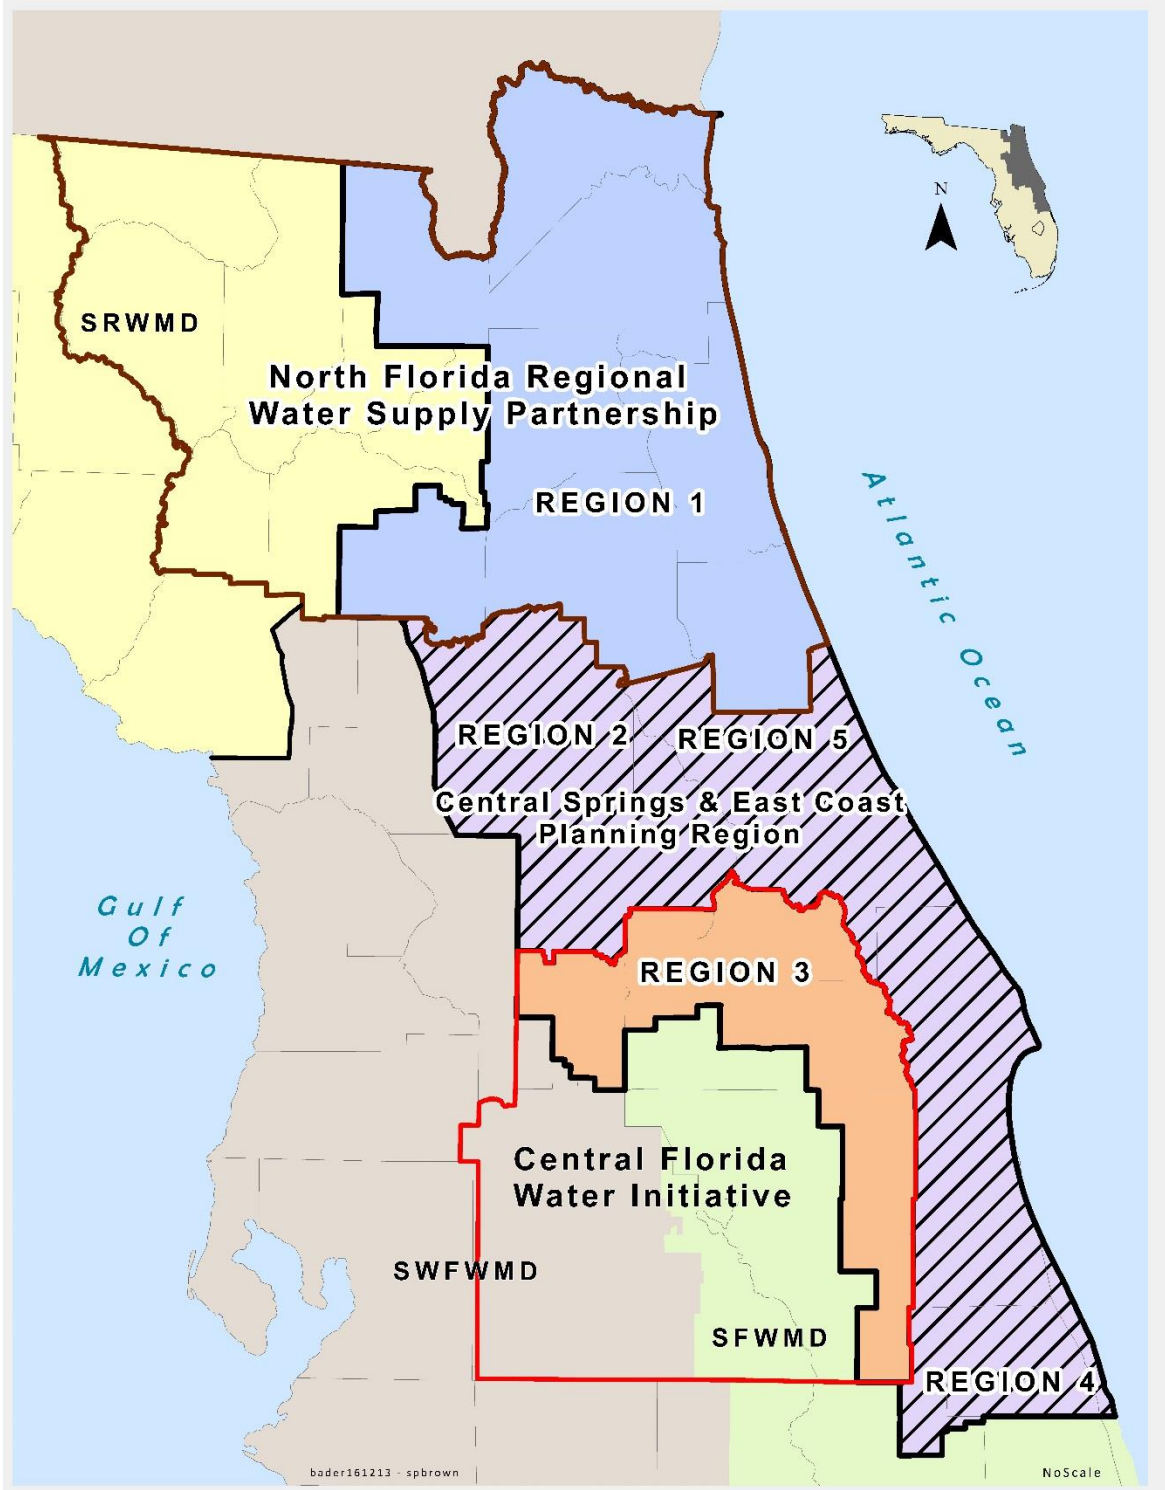 N
SRWMD
North Florida Regional
Water Supply Partnership
REGION 1
Atlantic Ocean
REGION 2
REGION 5
Central Springs & East Coast
Planning Region
Gulf
Of
Mexico
REGION 3
Central Florida
Water Initiative
SWFWMD
SFWMD
REGION 4
bader161213 - spbrown
NoScale